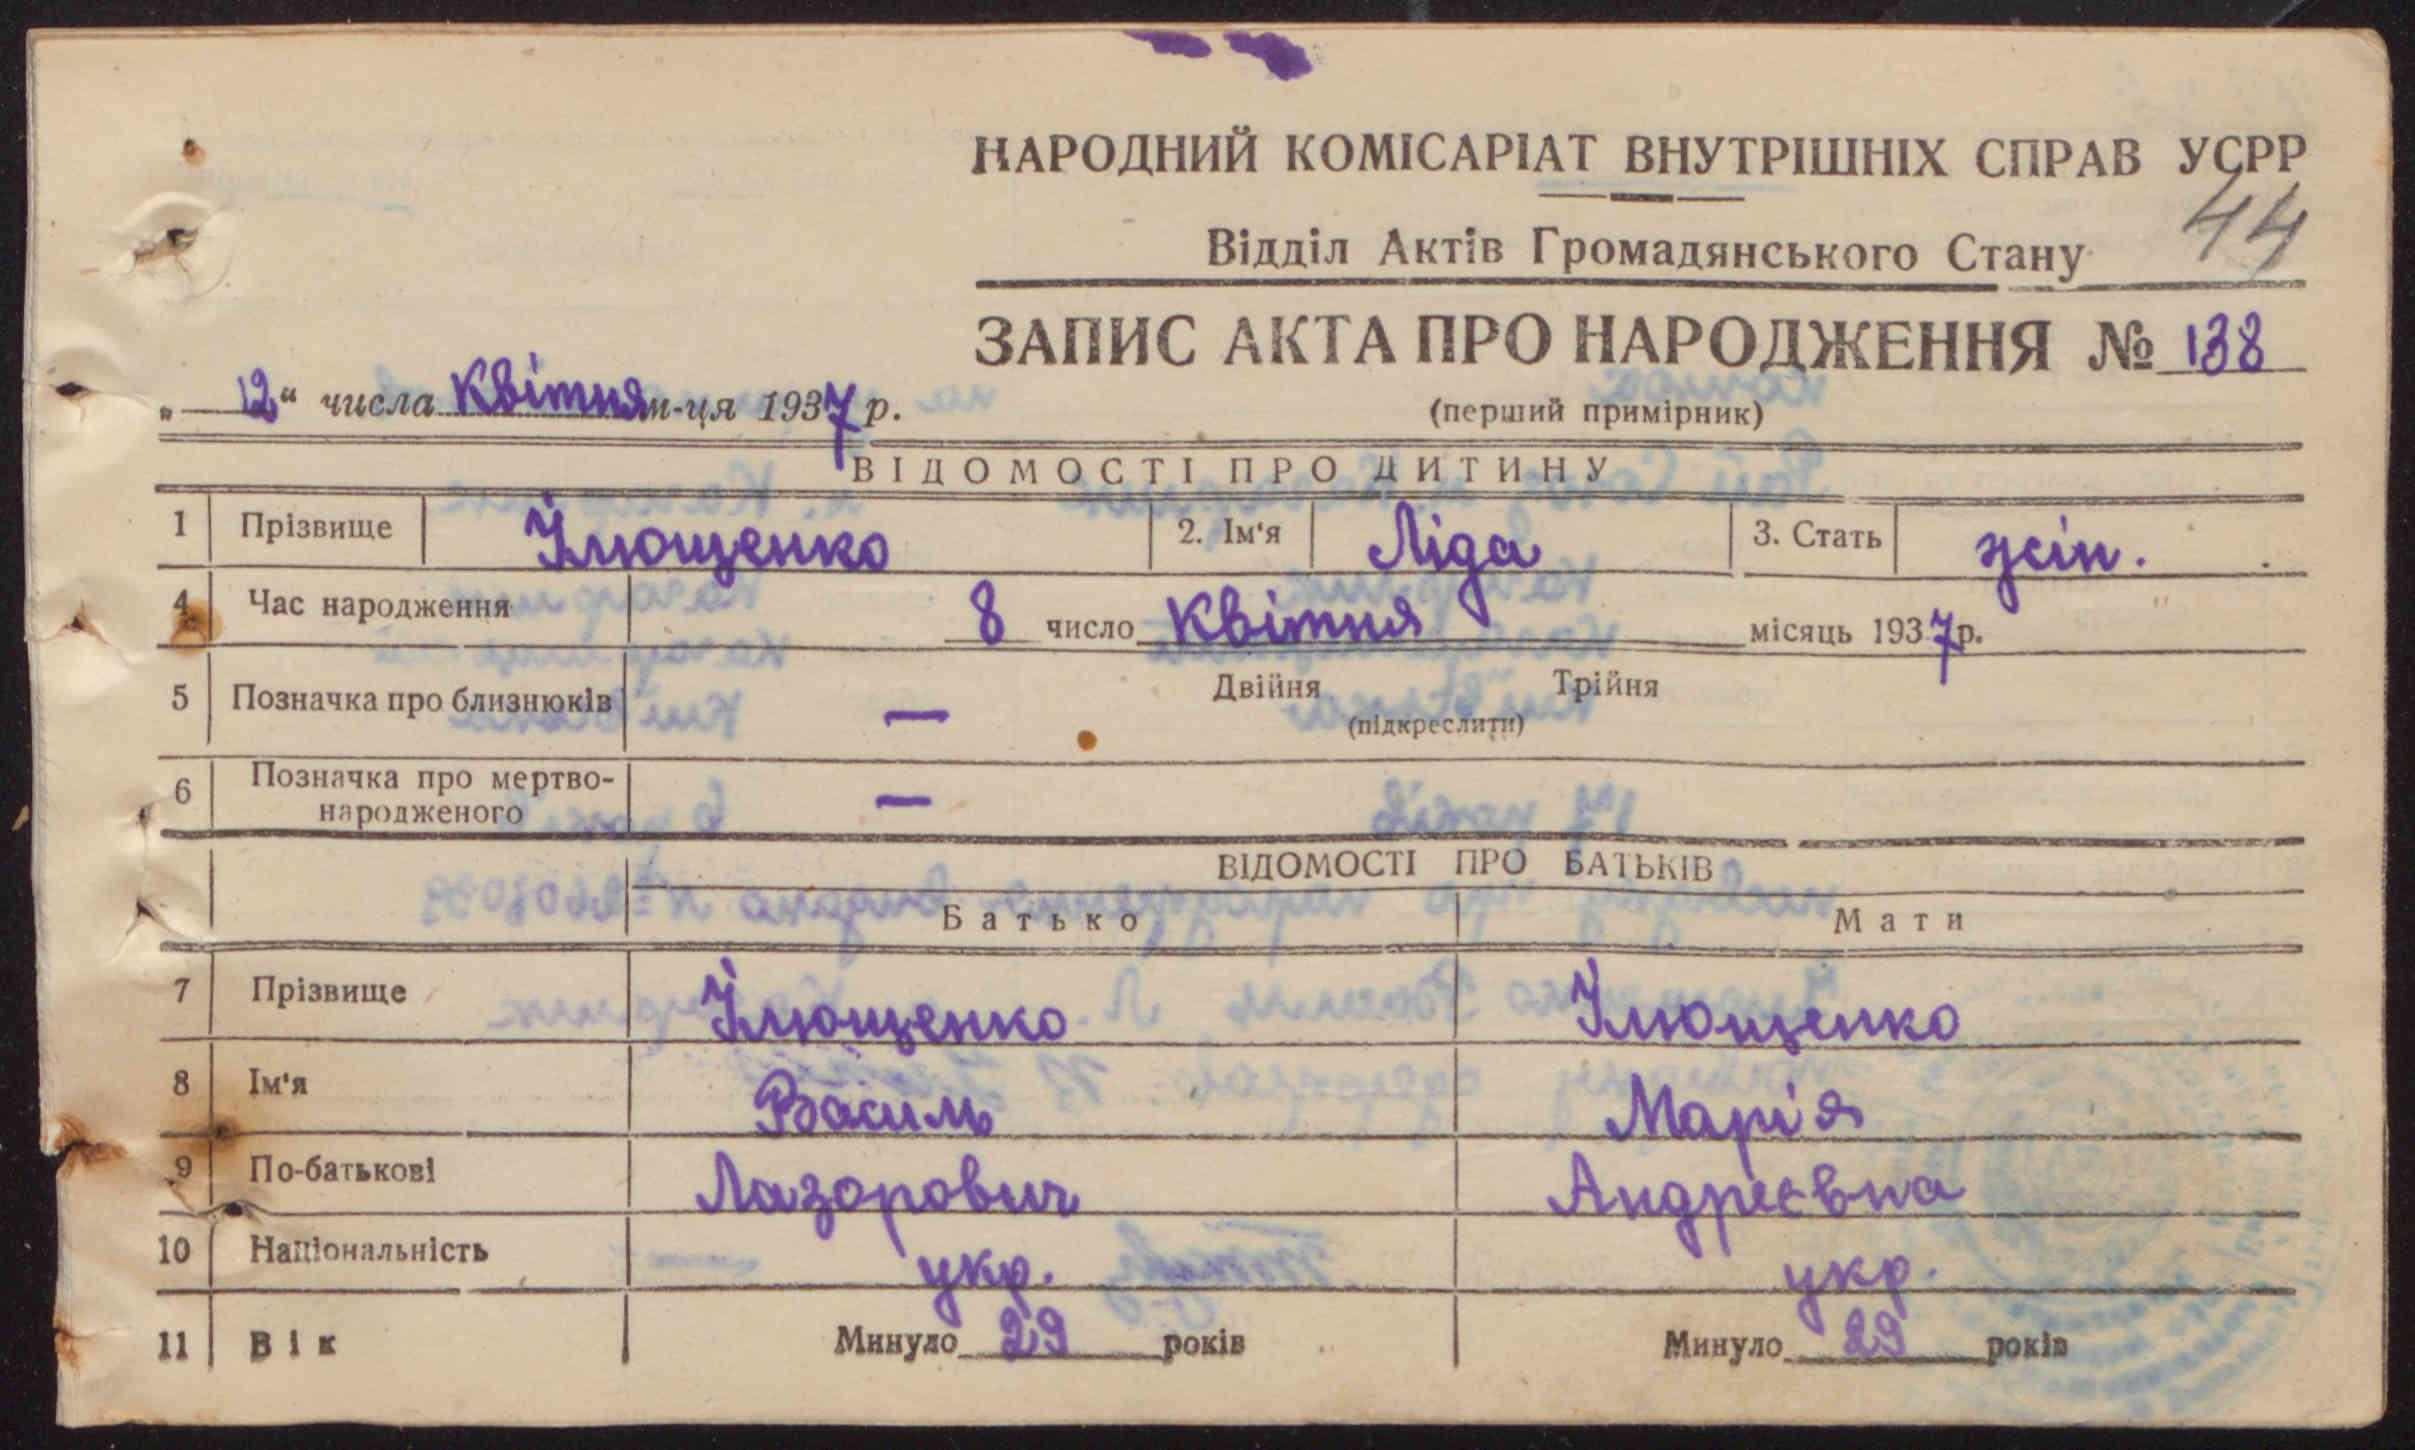 НАРОДНИЙ КОМІСАРІАТ ВНУТРІШНІХ СПРАВ УСРР
44
Відділ Актів Громадянського Стану
ЗАПИС АКТА ПРО НАРОДЖЕННЯ № 138
„ 12 “ числа Квітня м-ця 1937 р.
(перший примірник)
ВІДОМОСТІ ПРО ДИТИНУ
1 Прізвище Ілющенко 2. Ім‘я Ліда 3. Стать жін.
4 Час народження 8 число Квітня місяць 1937 р.
5 Позначка про близнюків — Двійня Трійня
(підкреслити)
6 Позначка про мертво-
народженого —
ВІДОМОСТІ ПРО БАТЬКІВ
Батько Мати
7 Прізвище Ілющенко Ілющенко
8 Ім‘я Василь Марія
9 По-батькові Лазорович Андреєвна
10 Національність укр. укр.
11 Вік Минуло 29 років Минуло 29 років